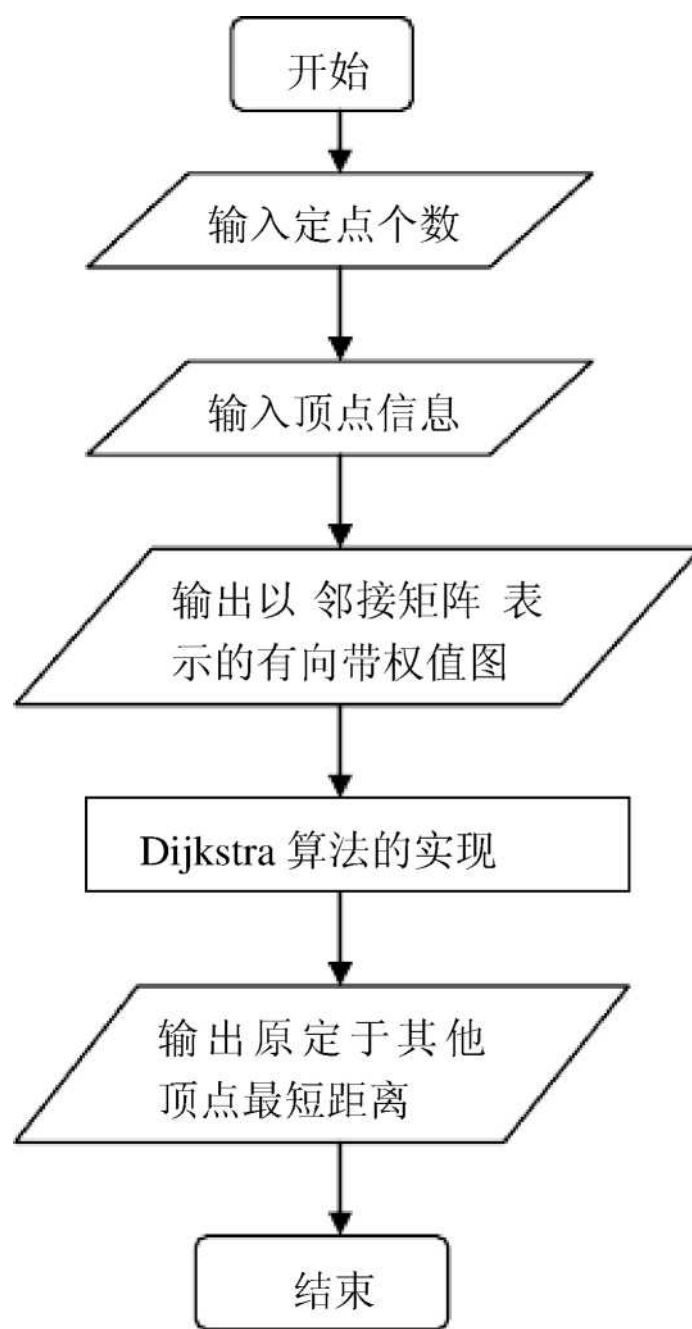 开始
输入定点个数
输入顶点信息
输出以 邻接矩阵 表
示的有向带权值图
Dijkstra 算法的实现
输出原定于其他
顶点最短距离
结束